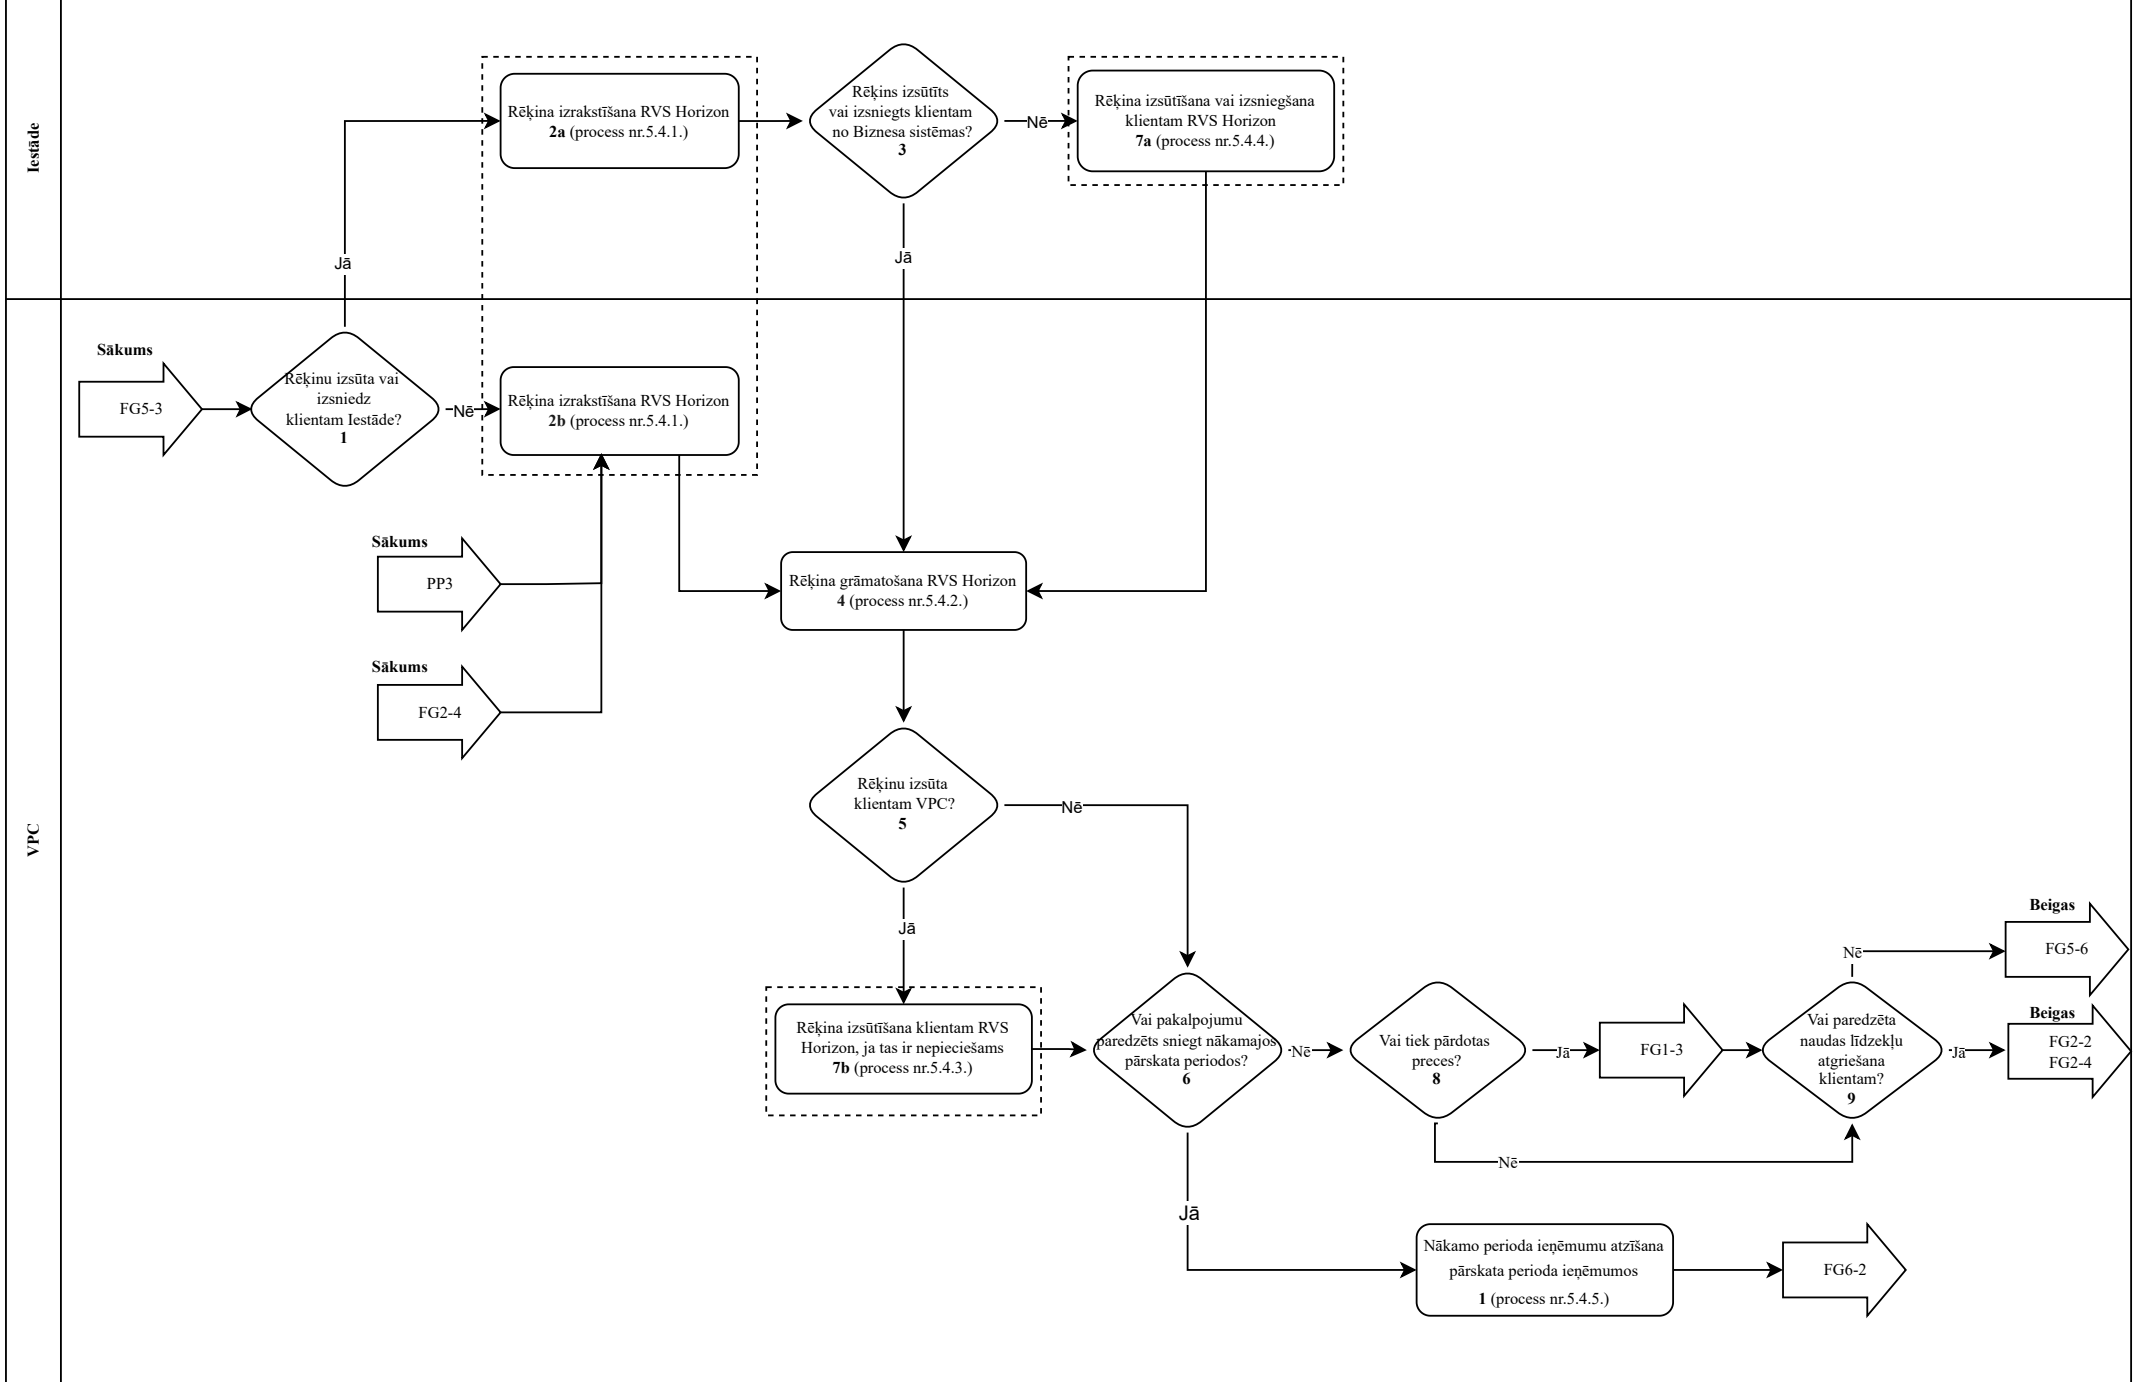 Iestāde
Rēķina izrakstīšana RVS Horizon
2a (process nr.5.4.1.)
Rēķins izsūtīts
vai izsniegts klientam
no Biznesa sistēmas?
3
Nē
Rēķina izsūtīšana vai izsniegšana
klientam RVS Horizon
7a (process nr.5.4.4.)
Jā
Jā
VPC
Sākums
FG5-3
Rēķinu izsūta vai
izsniedz
klientam Iestāde?
1
Nē
Rēķina izrakstīšana RVS Horizon
2b (process nr.5.4.1.)
Sākums
PP3
Rēķina grāmatošana RVS Horizon
4 (process nr.5.4.2.)
Sākums
FG2-4
Rēķinu izsūta
klientam VPC?
5
Nē
Jā
Rēķina izsūtīšana klientam RVS
Horizon, ja tas ir nepieciešams
7b (process nr.5.4.3.)
Vai pakalpojumu
paredzēts sniegt nākamajos
pārskata periodos?
6
Nē
Vai tiek pārdotas
preces?
8
Jā
FG1-3
Vai paredzēta
naudas līdzekļu
atgriešana
klientam?
9
Nē
Beigas
FG5-6
Jā
Beigas
FG2-2
FG2-4
Nē
Jā
Nākamo perioda ieņēmumu atzīšana
pārskata perioda ieņēmumos
1 (process nr.5.4.5.)
FG6-2